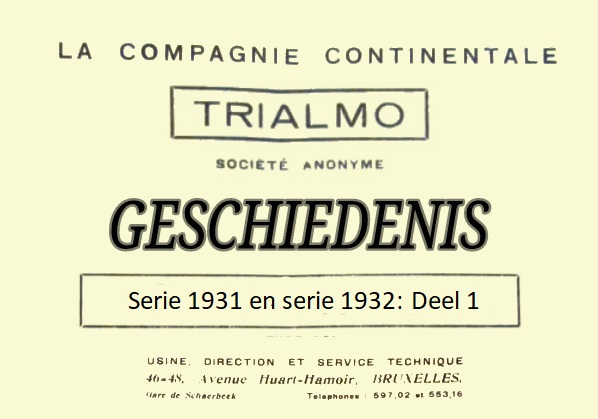 LA COMPAGNIE CONTINENTALE
TRIALMO
SOCIÉTÉ ANONYME
GESCHIEDENIS
Serie 1931 en serie 1932: Deel 1
USINE, DIRECTION ET SERVICE TECHNIQUE
46-48, Avenue Huart-Hamoir, BRUXELLES.
Gare de Schaerbeek Telephones: 597,02 et 553,16